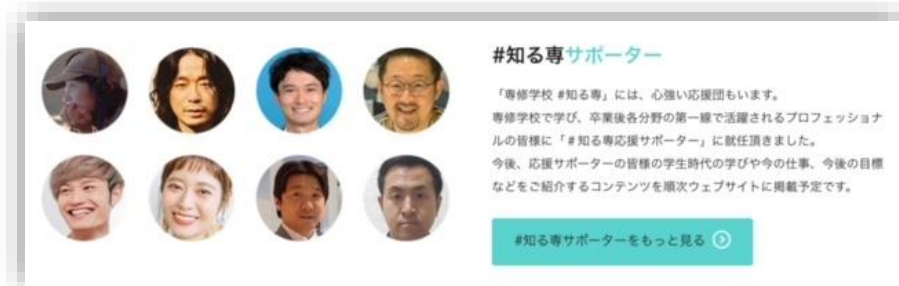 #知る専サポーター
「専修学校 #知る専」には、心強い応援団もいます。
専修学校で学び、卒業後各分野の第一線で活躍されるプロフェッショナ
ルの皆様に「#知る専応援サポーター」に就任頂きました。
今後、応援サポーターの皆様の学生時代の学びや今の仕事、今後の目標
などをご紹介するコンテンツを順次ウェブサイトに掲載予定です。
#知る専サポーターをもっと見る